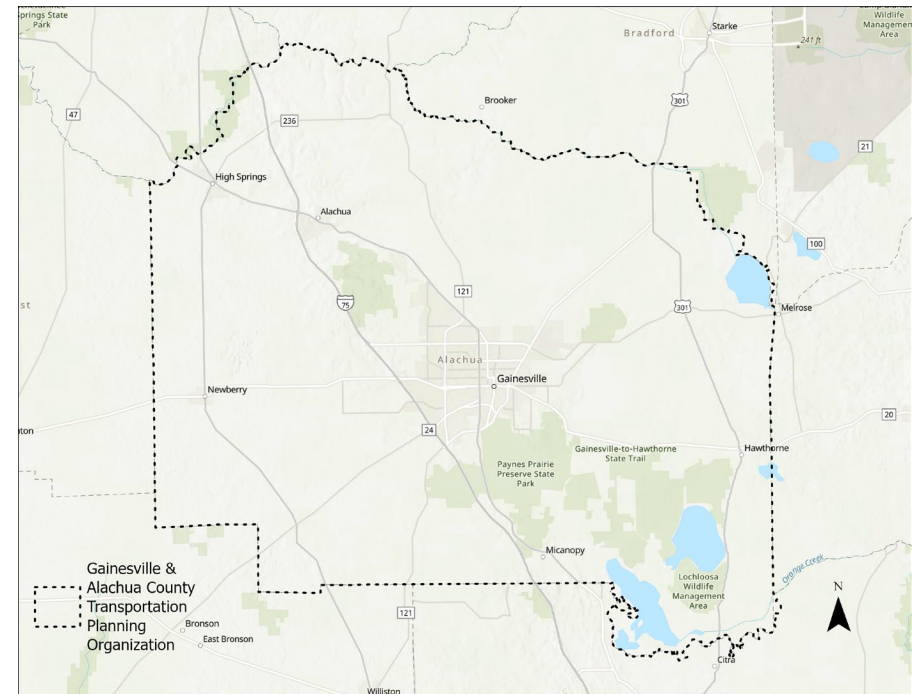 Springs State
Park
Bradford
Starke
241 ft
Wildlife
Management
Area
47
236
Brooker
301
21
High Springs
Alachua
100
121
75
301
Melrose
st
Alachua
Gainesville
Newberry
20
ton
24
Hawthorne
Gainesville-to-Hawthorne
State Trail
Paynes Prairie
Preserve State
Park
Micanopy
Orange Creek
Lochloosa
Wildlife
Management
Area
N
Gainesville &
Alachua County
Transportation
Planning
Organization
121
Bronson
East Bronson
Citra
Williston